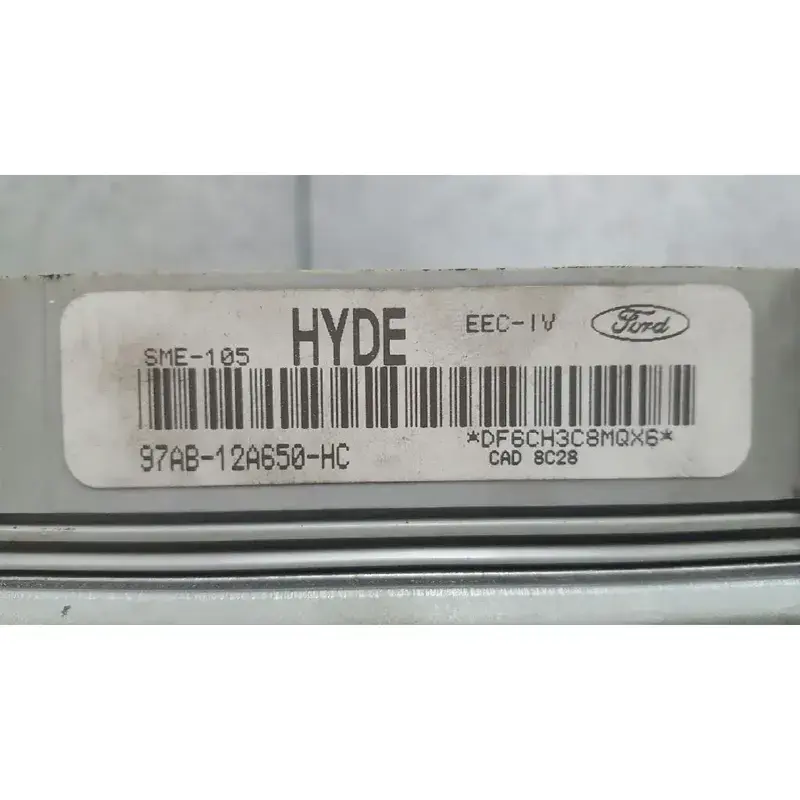 SME-105 HYDE EEC-IV Ford
97AB-12A650-HC *DF6CH3C8MQX6*
CAD 8C28